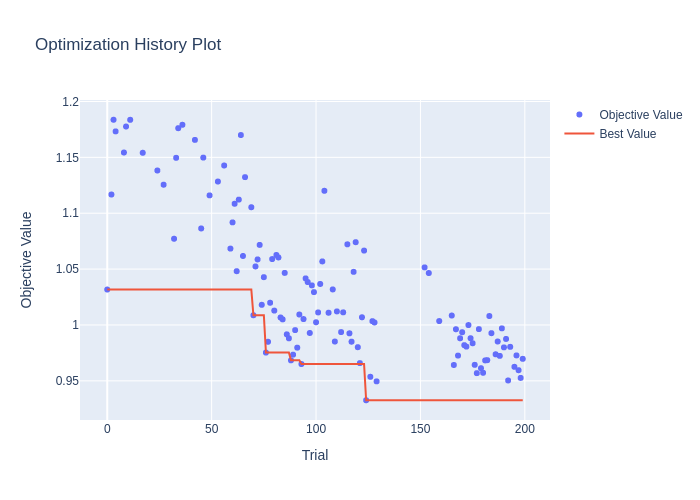 Optimization History Plot
Objective Value
Best Value
1.2
1.15
1.1
1.05
1
0.95
Objective Value
0
50
100
150
200
Trial